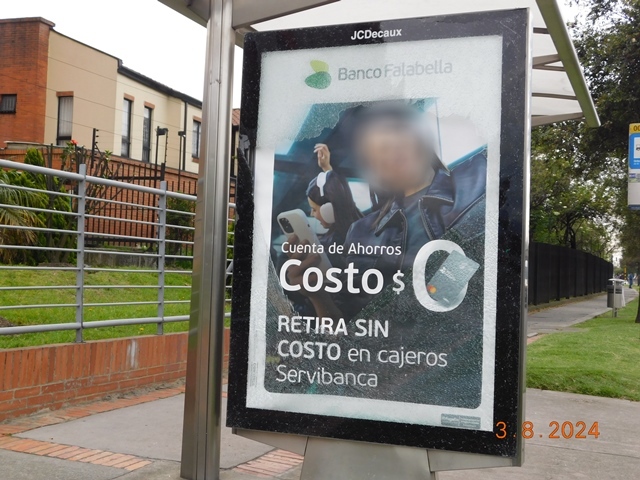 JCDecaux
Banco Falabella
Cuenta de Ahorros
Costo $0
RETIRA SIN
COSTO en cajeros
Servibanca
3.8.2024